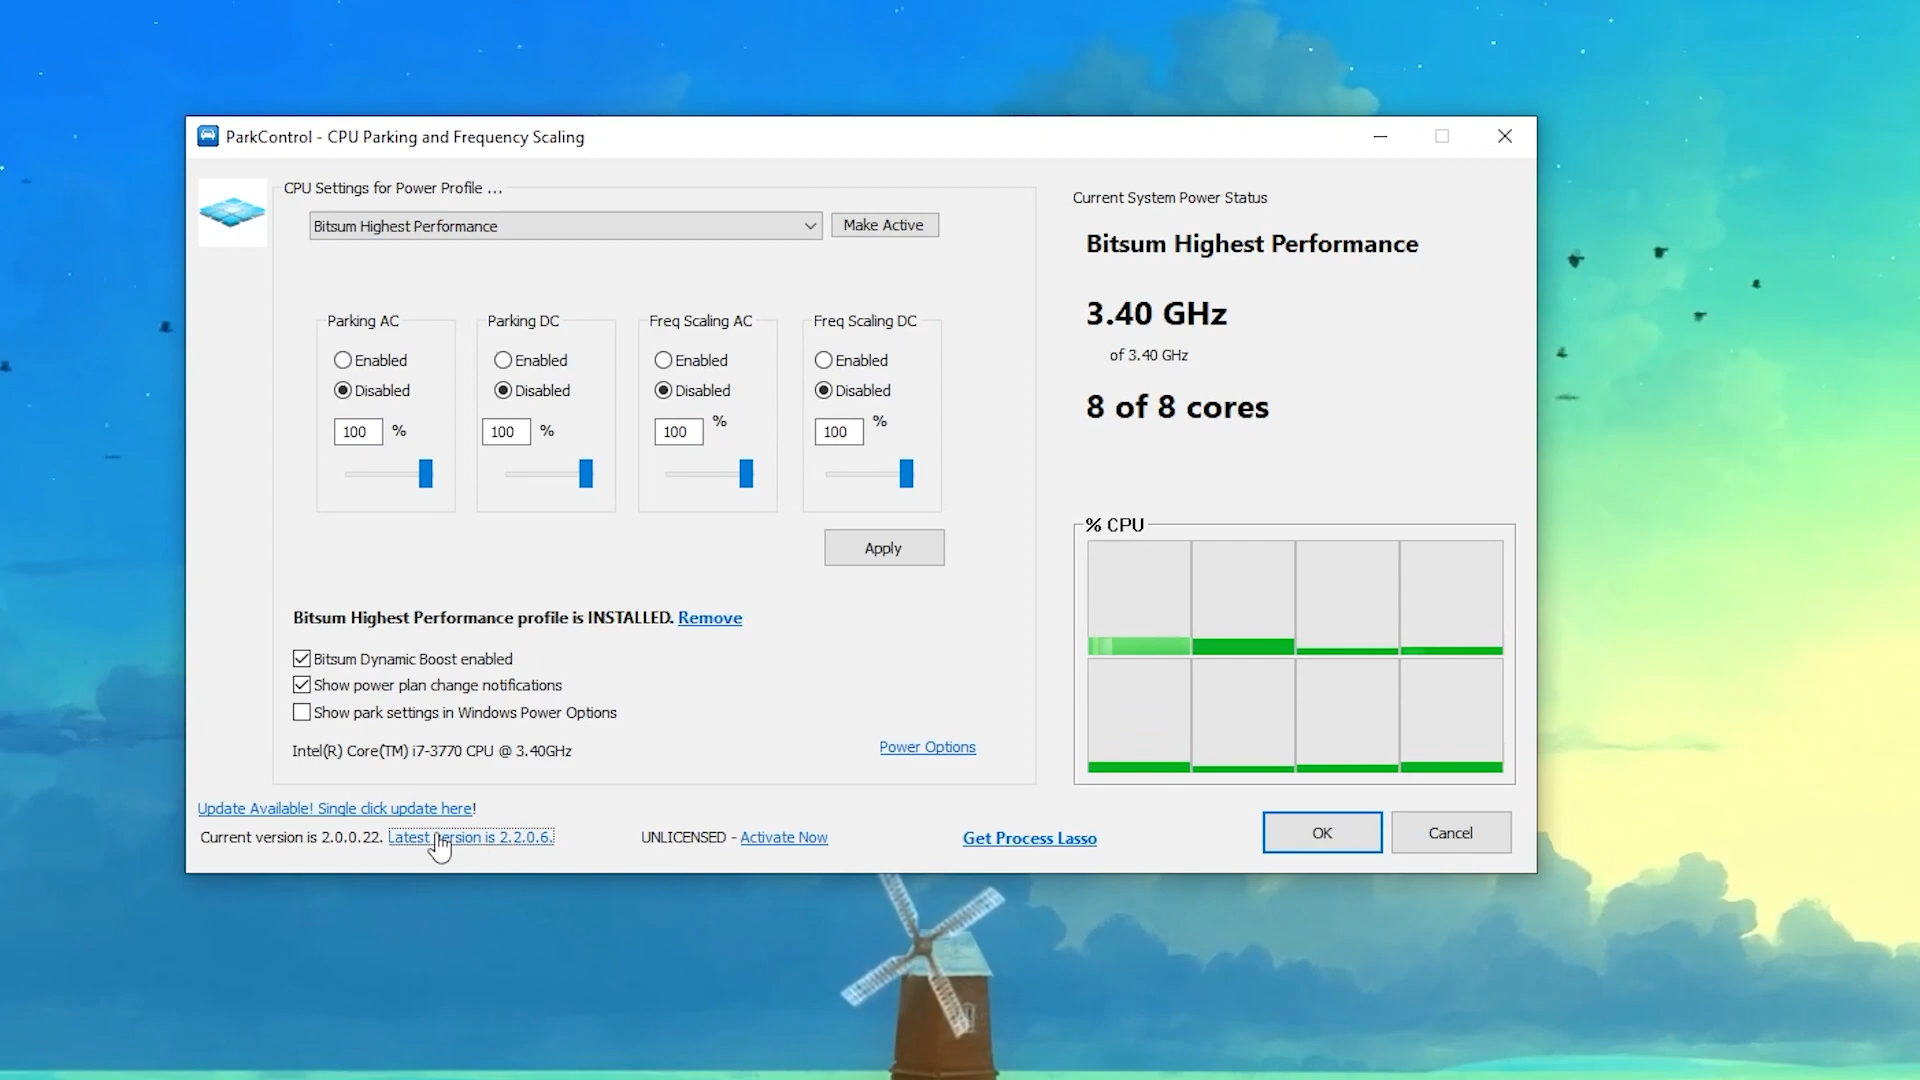 ParkControl - CPU Parking and Frequency Scaling
CPU Settings for Power Profile ...
Bitsum Highest Performance
Make Active
Parking AC
Enabled
Disabled
100 %
Parking DC
Enabled
Disabled
100 %
Freq Scaling AC
Enabled
Disabled
100 %
Freq Scaling DC
Enabled
Disabled
100 %
Apply
Bitsum Highest Performance profile is INSTALLED. Remove
Bitsum Dynamic Boost enabled
Show power plan change notifications
Show park settings in Windows Power Options
Intel(R) Core(TM) i7-3770 CPU @ 3.40GHz
Power Options
Current System Power Status
Bitsum Highest Performance
3.40 GHz
of 3.40 GHz
8 of 8 cores
% CPU
Update Available! Single click update here!
Current version is 2.0.0.22. Latest version is 2.2.0.6.
UNLICENSED - Activate Now
Get Process Lasso
OK
Cancel